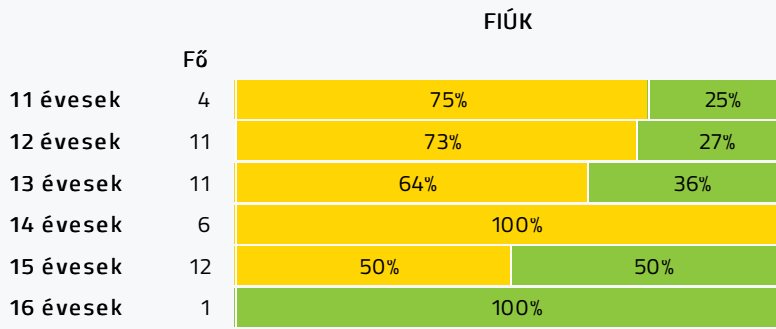 FIÚK
Fő
11 évesek 4 75% 25%
12 évesek 11 73% 27%
13 évesek 11 64% 36%
14 évesek 6 100%
15 évesek 12 50% 50%
16 évesek 1 100%